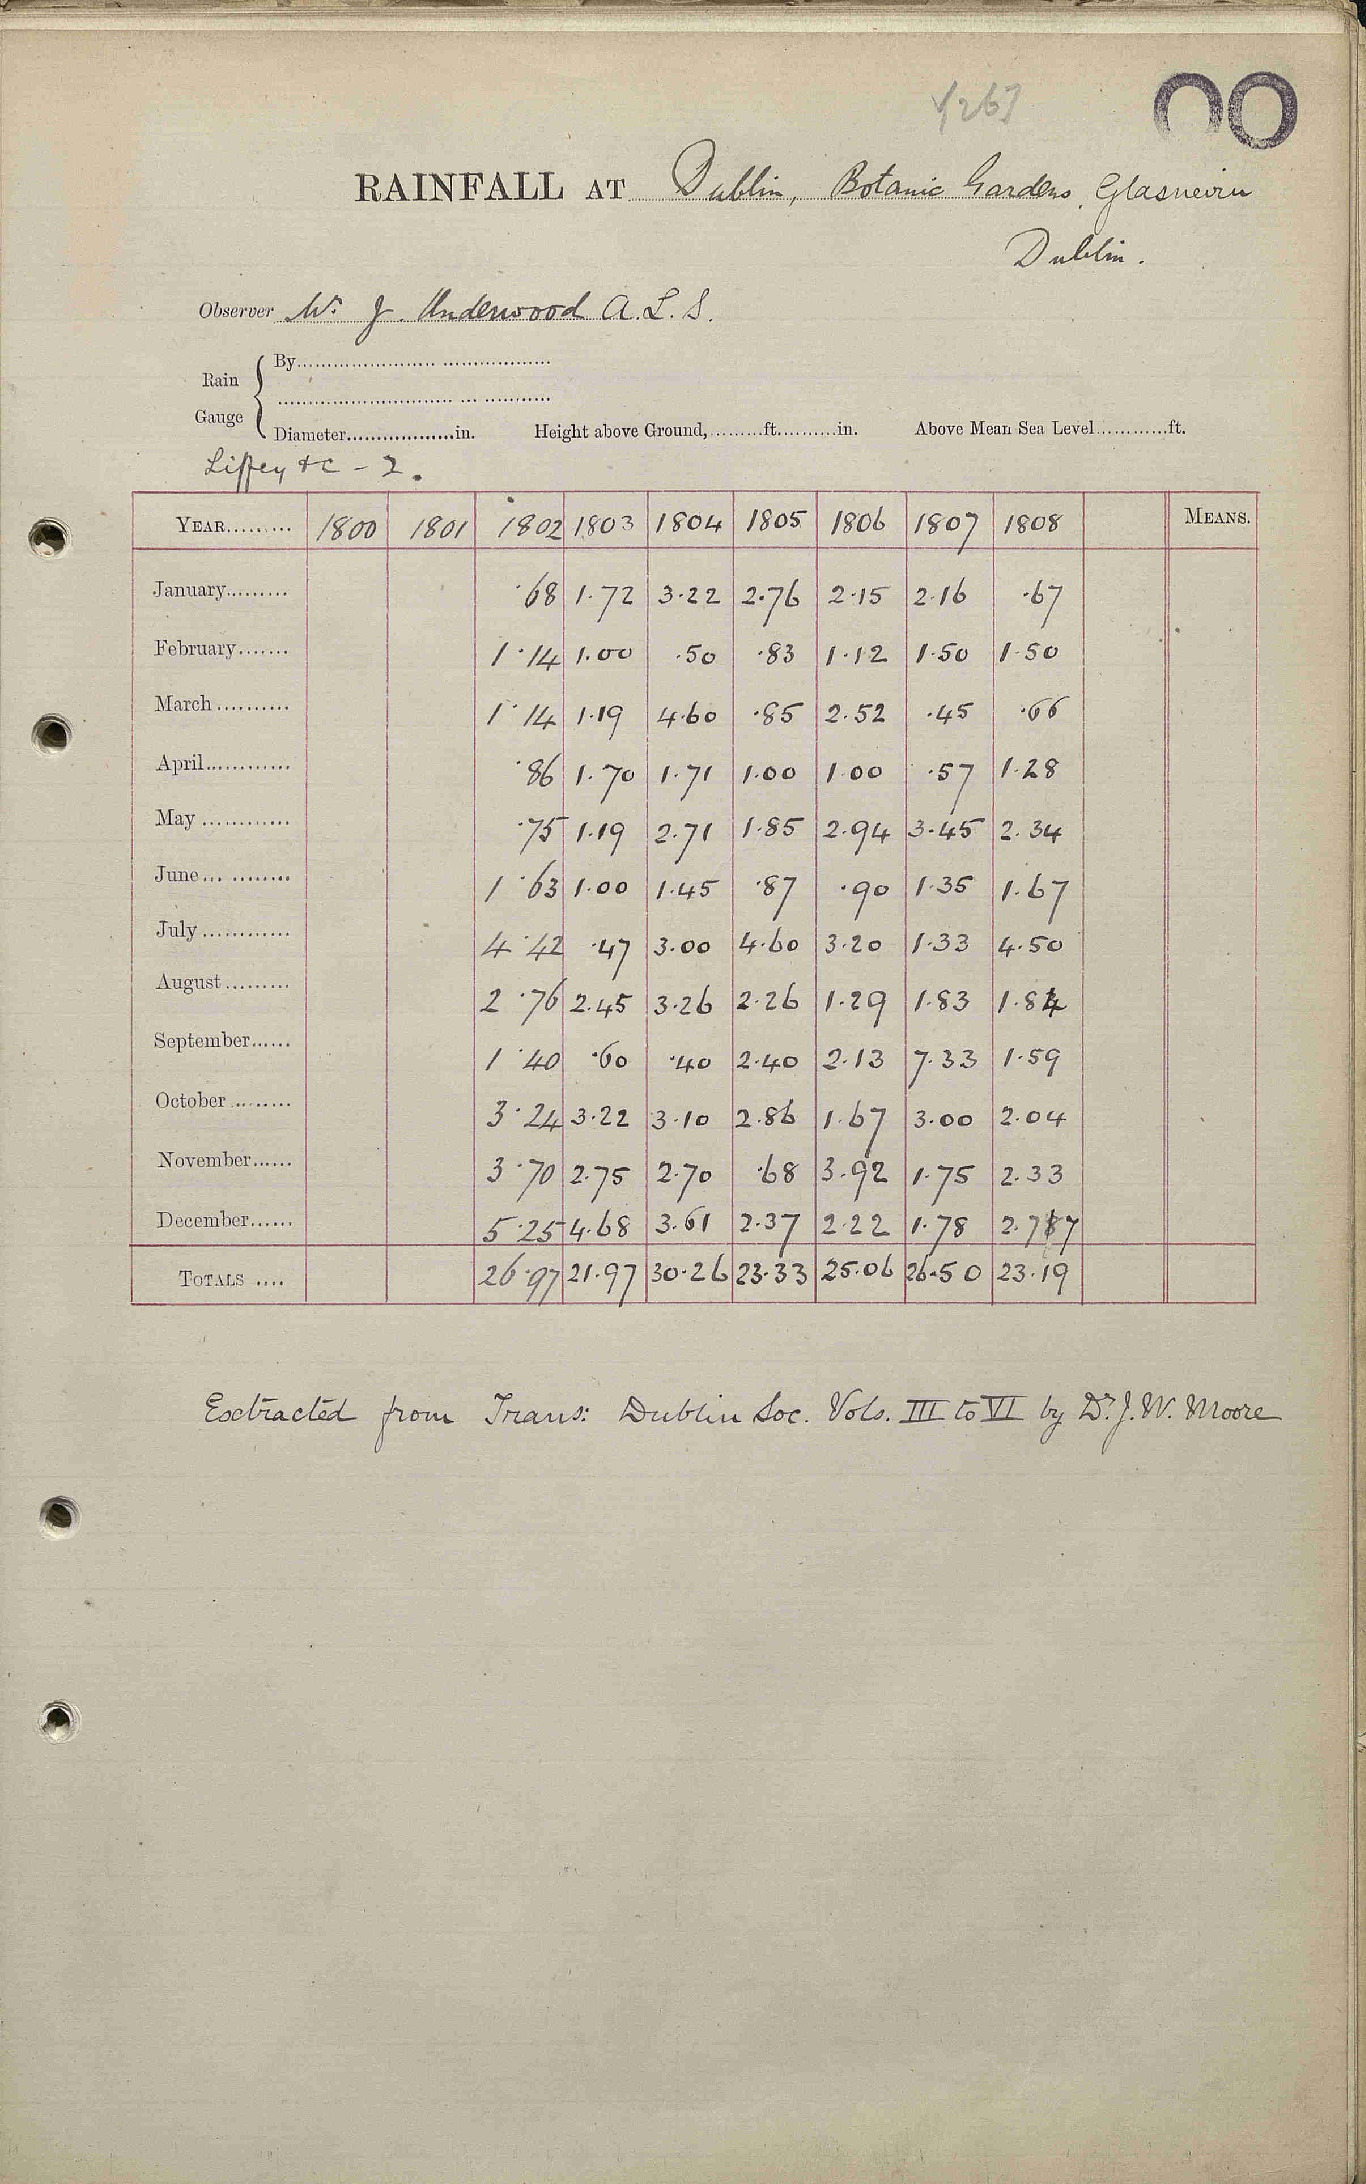 00
RAINFALL AT Dublin, Botanic Gardens, Glasnevin
Dublin.
Observer Mr. J. Underwood A.L.S.
Rain Gauge { By
Diameter in. Height above Ground, ft. in. Above Mean Sea Level ft.
Liffey &c - 2.
YEAR 1800 1801 1802 1803 1804 1805 1806 1807 1808 MEANS.
January .68 1.72 3.22 2.76 2.15 2.16 .67
February 1.14 1.00 .50 .83 1.12 1.50 1.50
March 1.14 1.19 4.60 .85 2.52 .45 .66
April .86 1.70 1.71 1.00 1.00 .57 1.28
May .75 1.19 2.71 1.85 2.94 3.45 2.34
June 1.63 1.00 1.45 .87 .90 1.35 1.67
July 4.42 .47 3.00 4.60 3.20 1.33 4.50
August 2.76 2.45 3.26 2.26 1.29 1.83 1.84
September 1.40 .60 .40 2.40 2.13 7.33 1.59
October 3.24 3.22 3.10 2.86 1.67 3.00 2.04
November 3.70 2.75 2.70 .68 3.92 1.75 2.33
December 5.25 4.68 3.61 2.37 2.22 1.78 2.77
TOTALS 26.97 21.97 30.26 23.33 25.06 26.50 23.19
Exctracted from Trans: Dublin Soc. Vols. III to VI by Dr. J. W. Moore